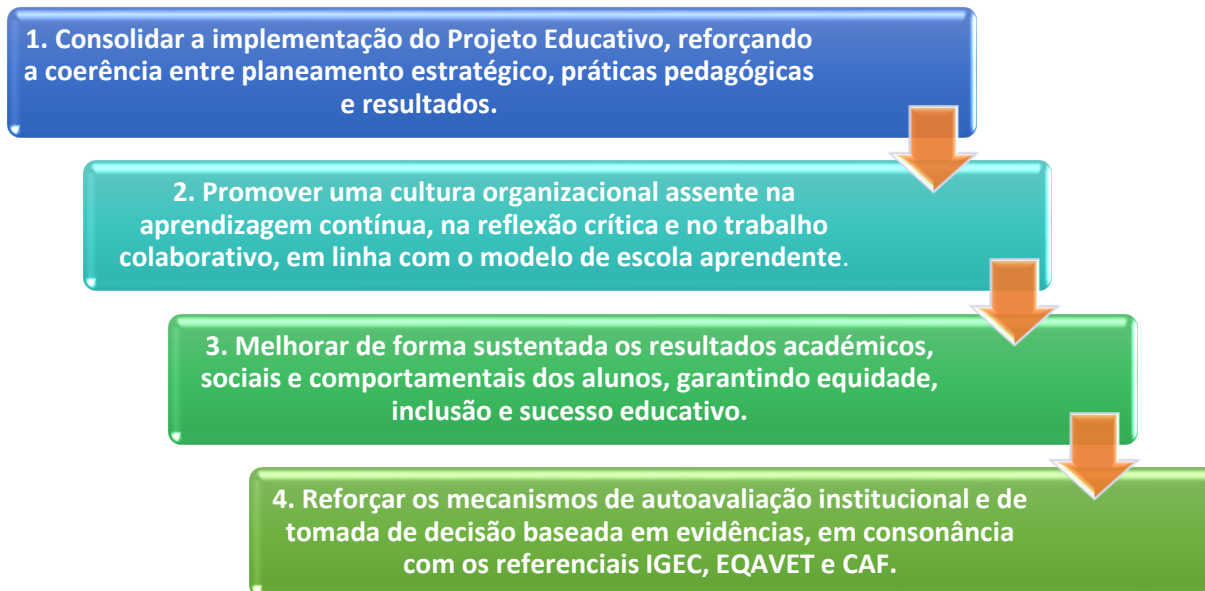 1. Consolidar a implementação do Projeto Educativo, reforçando
a coerência entre planeamento estratégico, práticas pedagógicas
e resultados.
2. Promover uma cultura organizacional assente na
aprendizagem contínua, na reflexão crítica e no trabalho
colaborativo, em linha com o modelo de escola aprendente.
3. Melhorar de forma sustentada os resultados académicos,
sociais e comportamentais dos alunos, garantindo equidade,
inclusão e sucesso educativo.
4. Reforçar os mecanismos de autoavaliação institucional e de
tomada de decisão baseada em evidências, em consonância
com os referenciais IGEC, EQAVET e CAF.